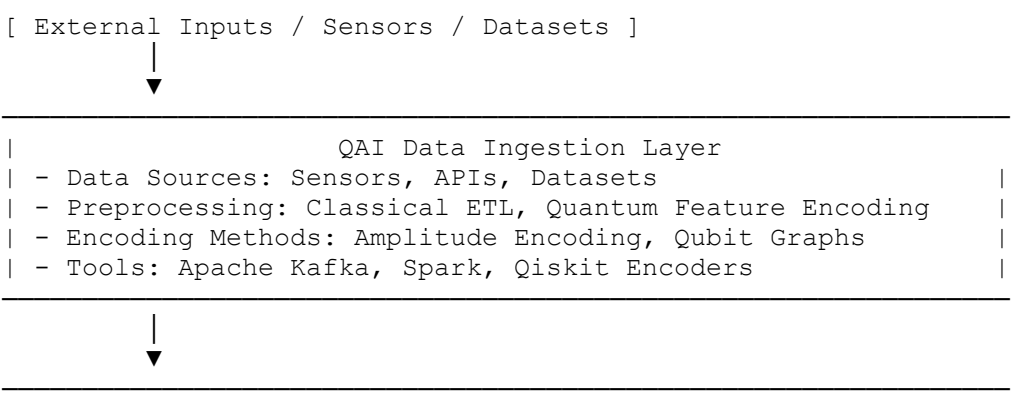 [ External Inputs / Sensors / Datasets ]
│
▼
| QAI Data Ingestion Layer
| - Data Sources: Sensors, APIs, Datasets |
| - Preprocessing: Classical ETL, Quantum Feature Encoding |
| - Encoding Methods: Amplitude Encoding, Qubit Graphs |
| - Tools: Apache Kafka, Spark, Qiskit Encoders |
│
▼